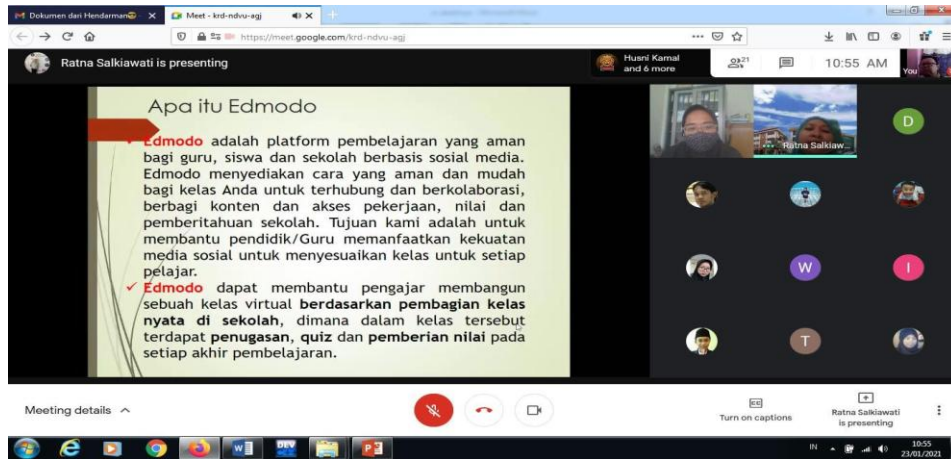 Dokumen dari Hendarman
Meet - krd-ndvu-agj
https://meet.google.com/krd-ndvu-agj
Ratna Salkiawati is presenting
Husni Kamal
and 6 more
21
10:55 AM
You
Apa itu Edmodo
Edmodo adalah platform pembelajaran yang aman
bagi guru, siswa dan sekolah berbasis sosial media.
Edmodo menyediakan cara yang aman dan mudah
bagi kelas Anda untuk terhubung dan berkolaborasi,
berbagi konten dan akses pekerjaan, nilai dan
pemberitahuan sekolah. Tujuan kami adalah untuk
membantu pendidik/Guru memanfaatkan kekuatan
media sosial untuk menyesuaikan kelas untuk setiap
pelajar.
Edmodo dapat membantu pengajar membangun
sebuah kelas virtual berdasarkan pembagian kelas
nyata di sekolah, dimana dalam kelas tersebut
terdapat penugasan, quiz dan pemberian nilai pada
setiap akhir pembelajaran.
Ratna Salkiaw...
D
W
I
T
Meeting details
Turn on captions
Ratna Salkiawati
is presenting
IN
10:55
23/01/2021